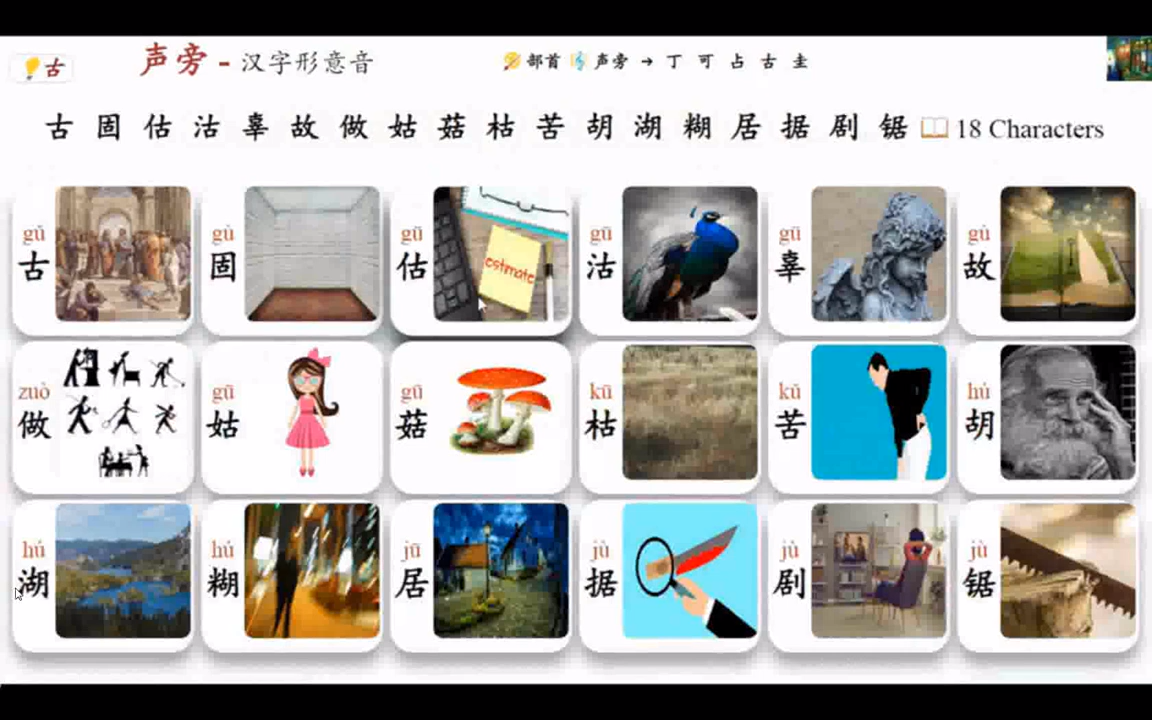 古 声旁 - 汉字形意音 部首 声旁 → 丁 可 占 古 圭
古 固 估 沽 辜 故 做 姑 菇 枯 苦 胡 湖 糊 居 据 剧 锯 18 Characters
gǔ gù gū gū gū gù
古 固 估 沽 辜 故
estimate
zuò gū gū kū kǔ hú
做 姑 菇 枯 苦 胡
hú hú jū jù jù jù
湖 糊 居 据 剧 锯